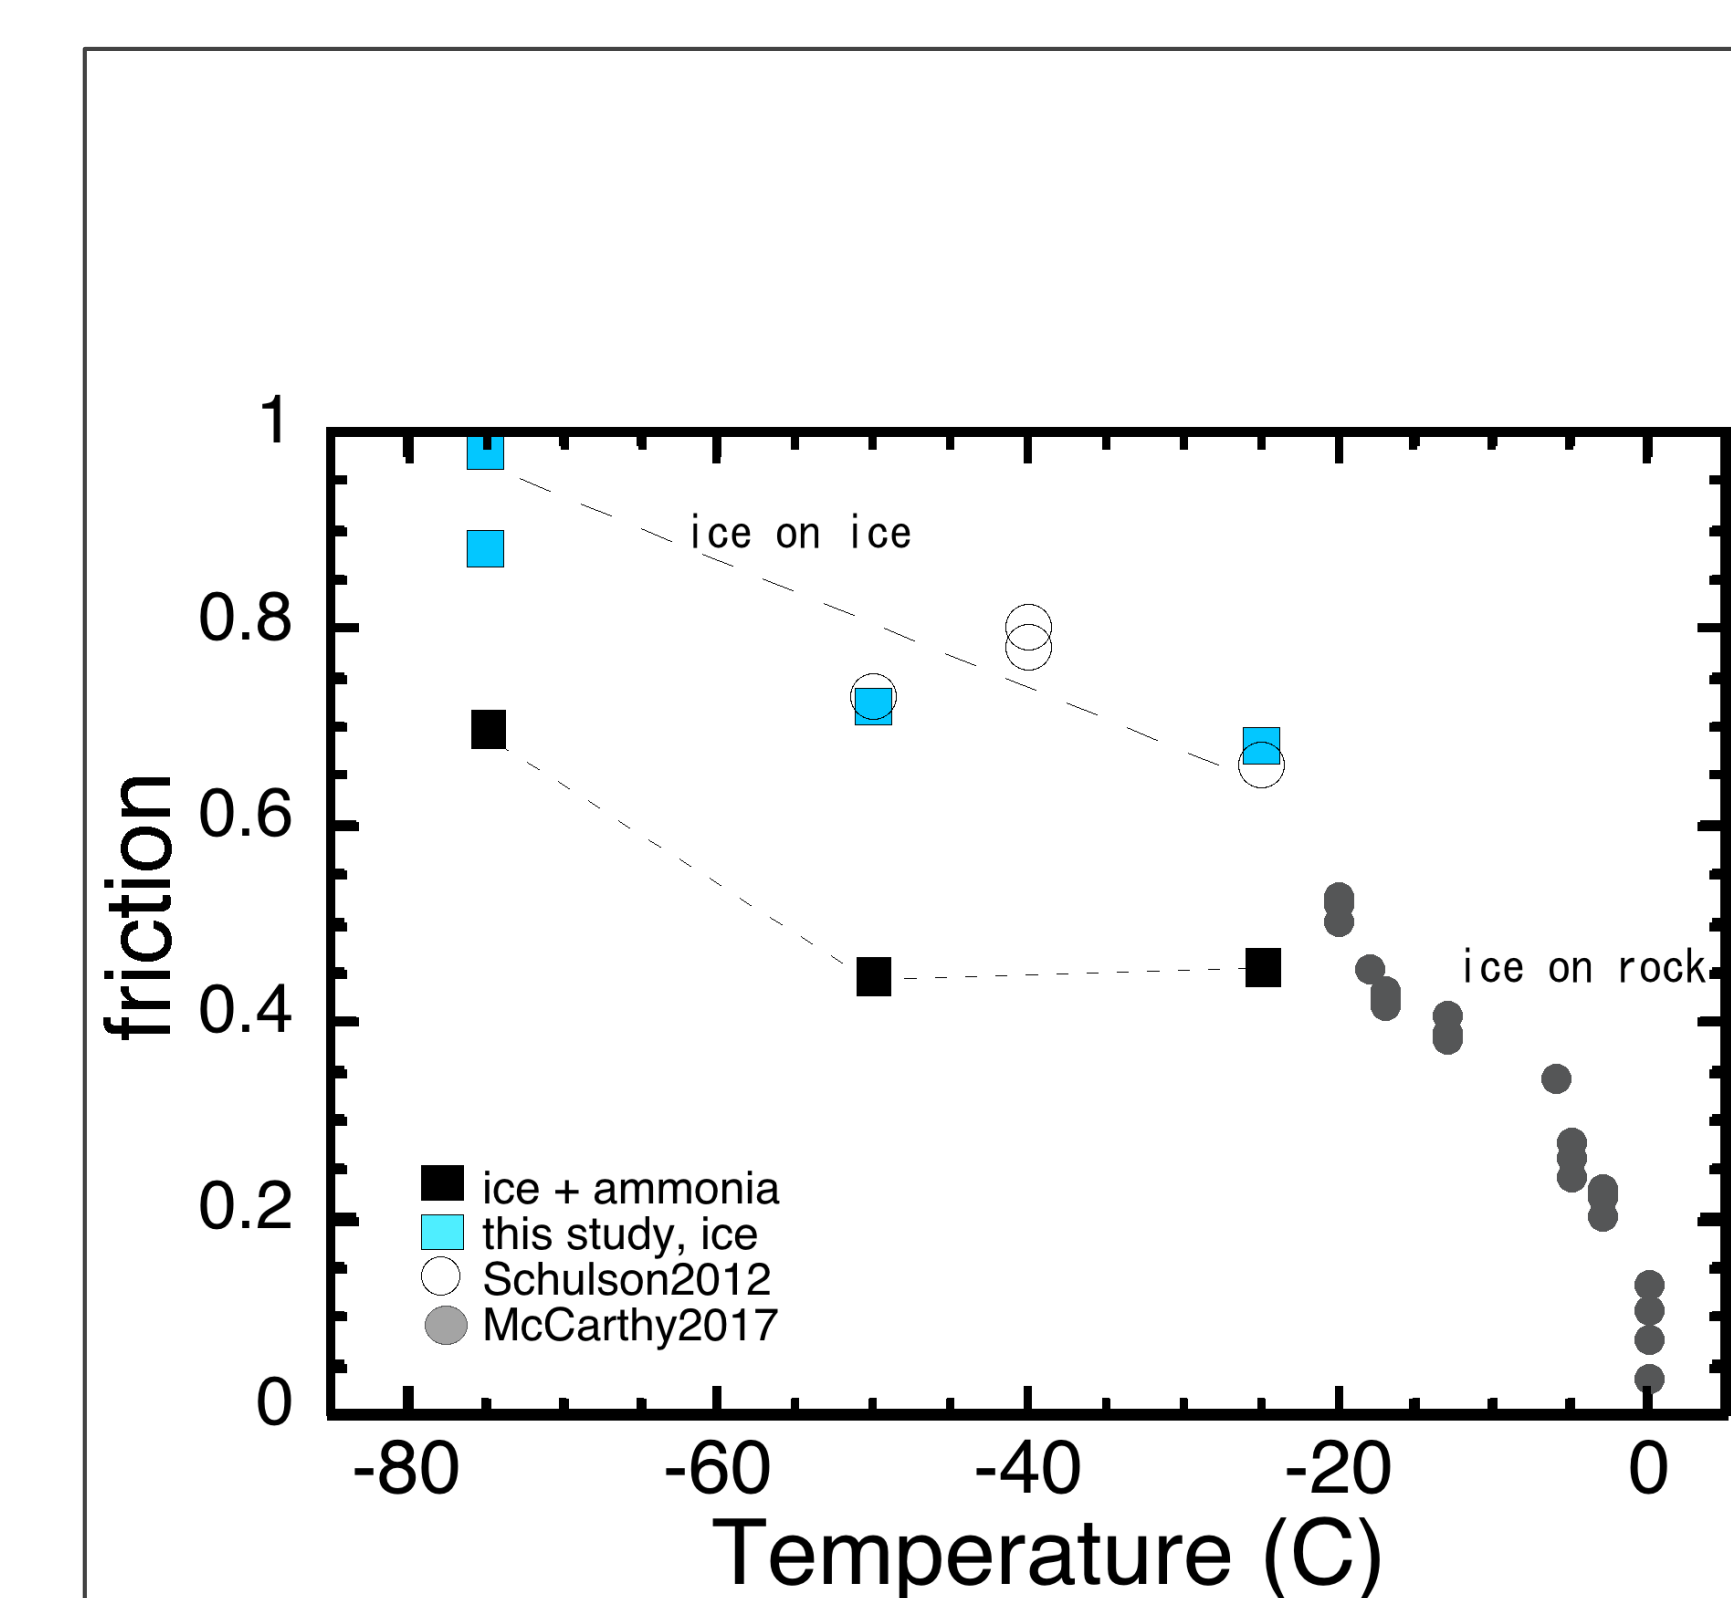 1
ice on ice
0.8
0.6
ice on rock
0.4
0.2
0
friction
ice + ammonia
this study, ice
Schulson2012
McCarthy2017
-80 -60 -40 -20 0
Temperature (C)